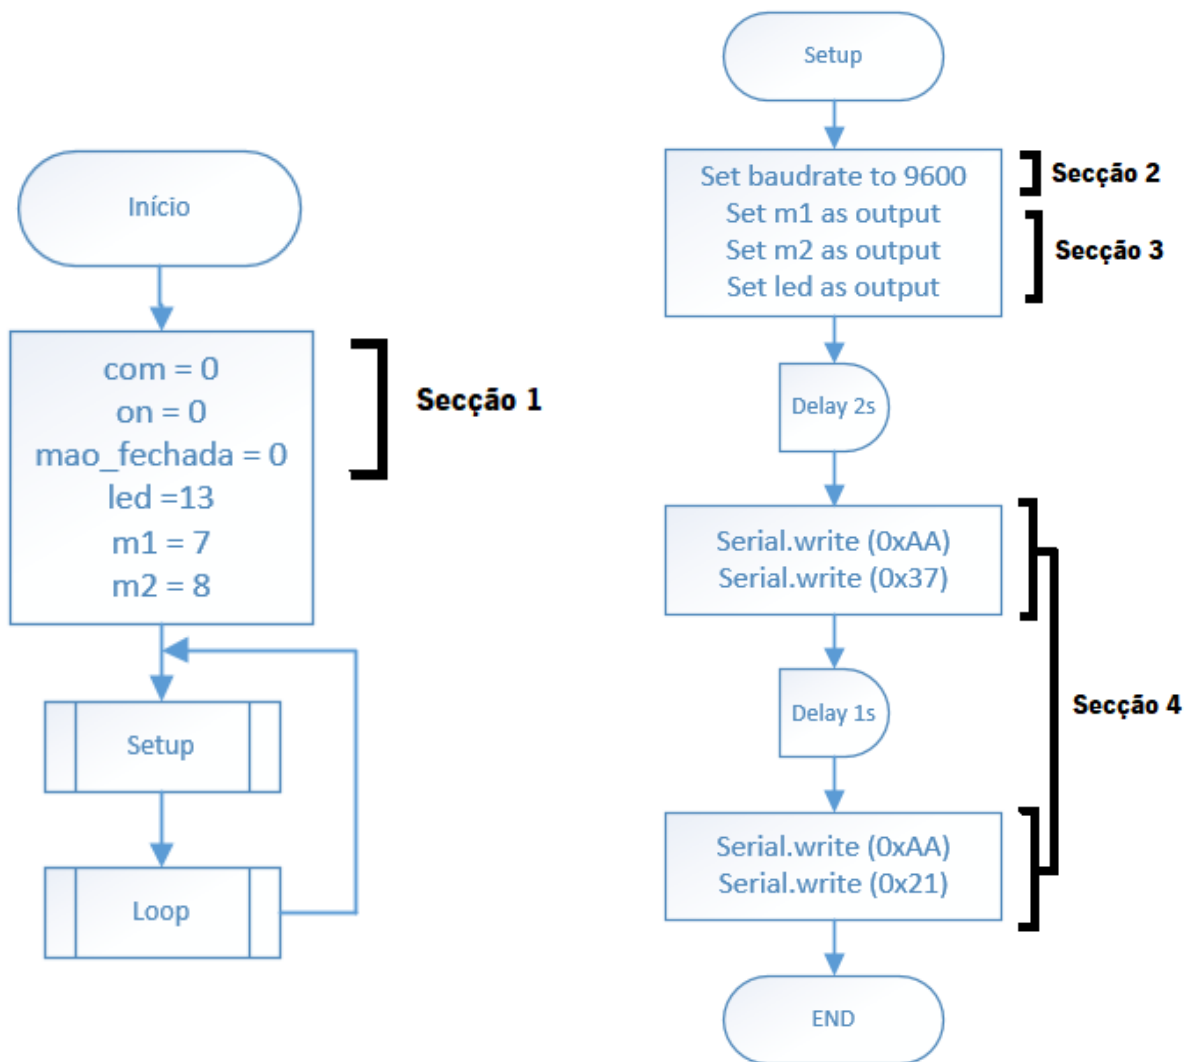 Início
com = 0
on = 0
mao_fechada = 0
led =13
m1 = 7
m2 = 8
Secção 1
Setup
Loop
Setup
Set baudrate to 9600
Set m1 as output
Set m2 as output
Set led as output
Secção 2
Secção 3
Delay 2s
Serial.write (0xAA)
Serial.write (0x37)
Delay 1s
Secção 4
Serial.write (0xAA)
Serial.write (0x21)
END